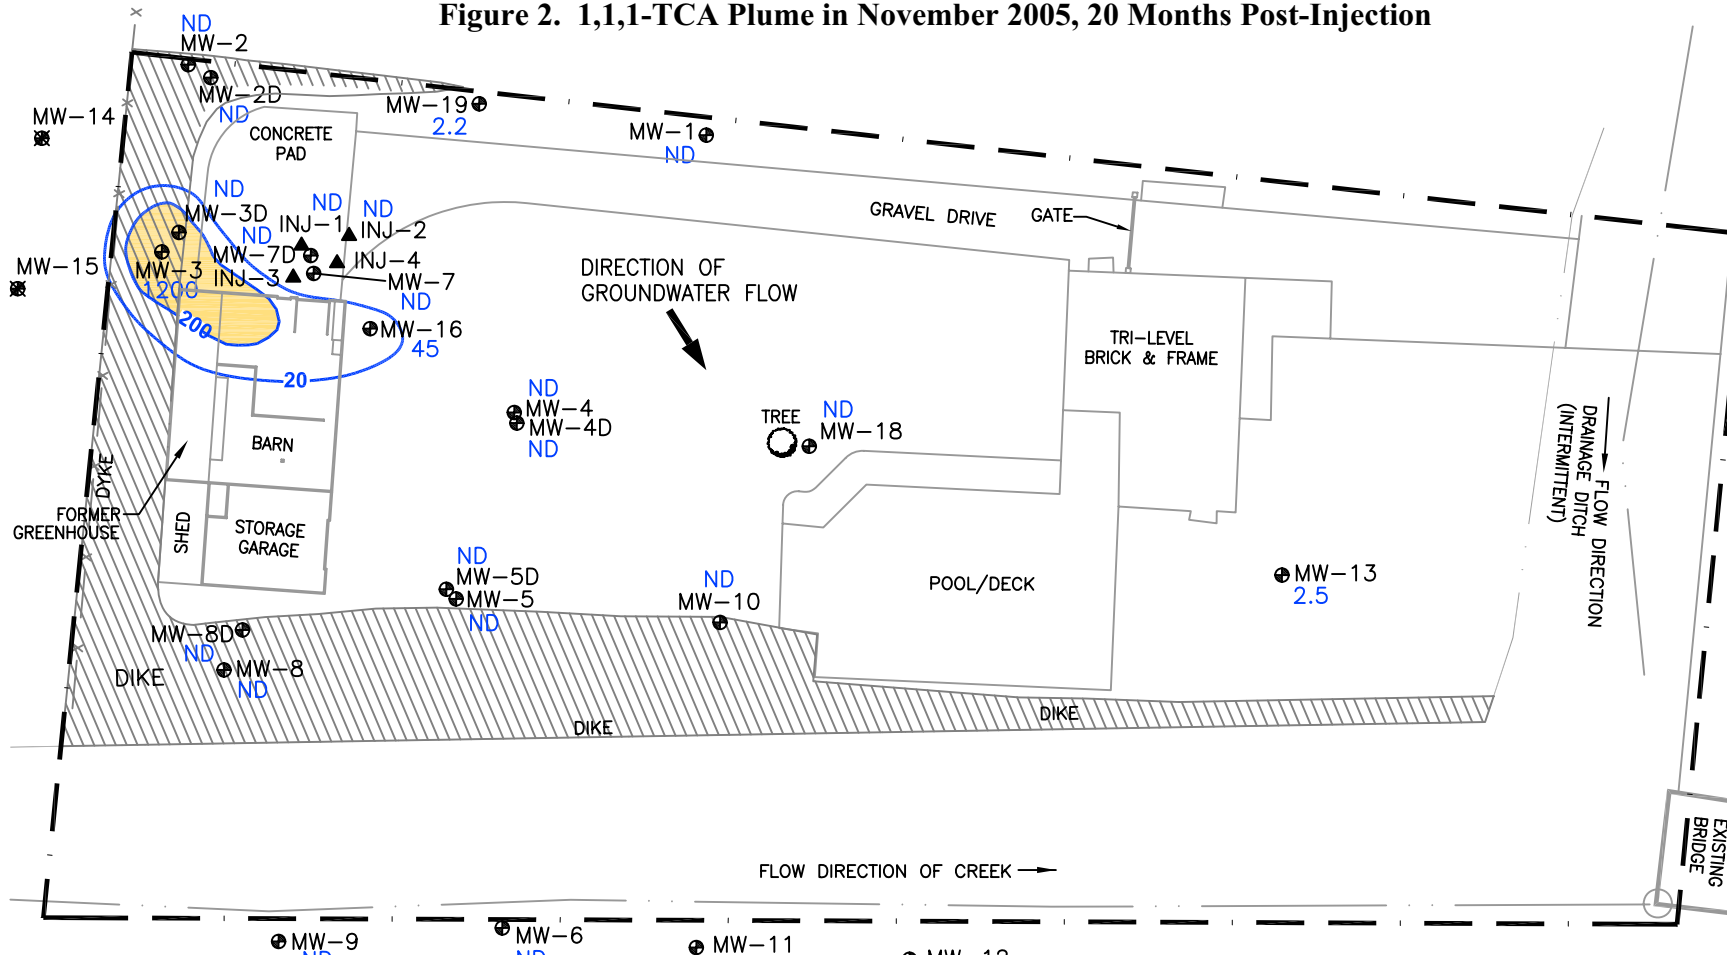 Figure 2.  1,1,1-TCA Plume in November 2005, 20 Months Post-Injection
ND
MW-2
MW-2D
ND
MW-14
MW-19
2.2
MW-1
ND
CONCRETE
PAD
ND
MW-3D
ND
INJ-1
ND
INJ-2
ND
MW-7D
INJ-4
INJ-3
MW-7
ND
MW-3
1200
MW-15
200
MW-16
45
20
GRAVEL DRIVE
GATE
DIRECTION OF
GROUNDWATER FLOW
TRI-LEVEL
BRICK & FRAME
ND
MW-4
MW-4D
ND
TREE
ND
MW-18
BARN
DYKE
FORMER
GREENHOUSE
SHED
STORAGE
GARAGE
FLOW DIRECTION
DRAINAGE DITCH
(INTERMITTENT)
ND
MW-5D
MW-5
ND
ND
MW-10
POOL/DECK
MW-13
2.5
MW-8D
ND
MW-8
ND
DIKE
DIKE
DIKE
EXISTING
BRIDGE
FLOW DIRECTION OF CREEK
MW-9
ND
MW-6
ND
MW-11
MW-12